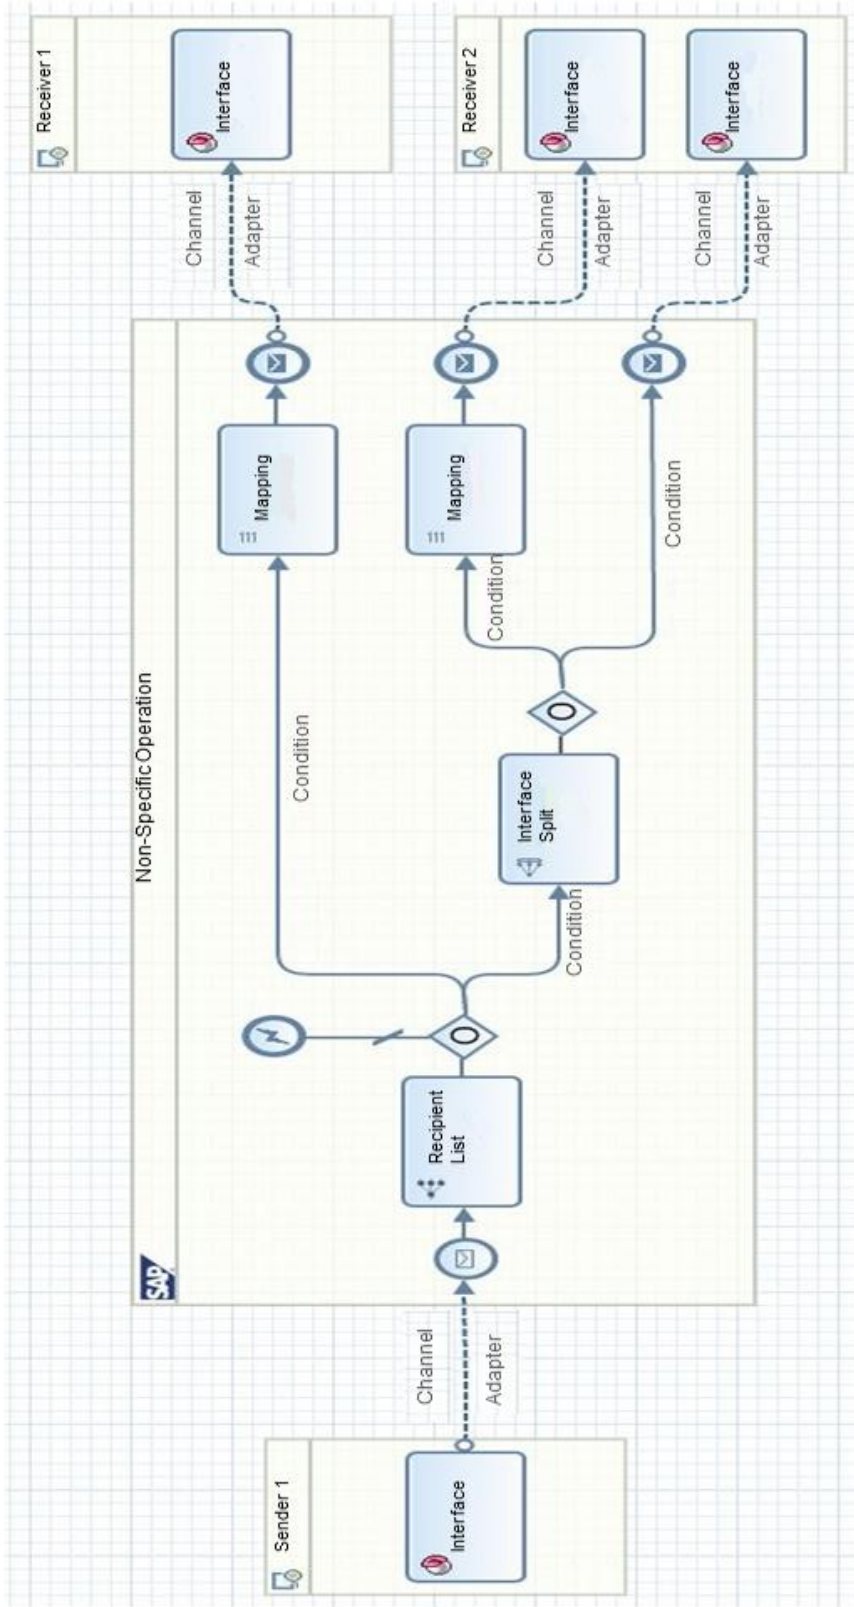 Sender 1
Interface
Channel
Adapter
SAP
Non-Specific Operation
Recipient
List
Condition
Mapping
Condition
Interface
Split
Condition
Mapping
Condition
Channel
Adapter
Receiver 1
Interface
Channel
Adapter
Channel
Adapter
Receiver 2
Interface
Interface